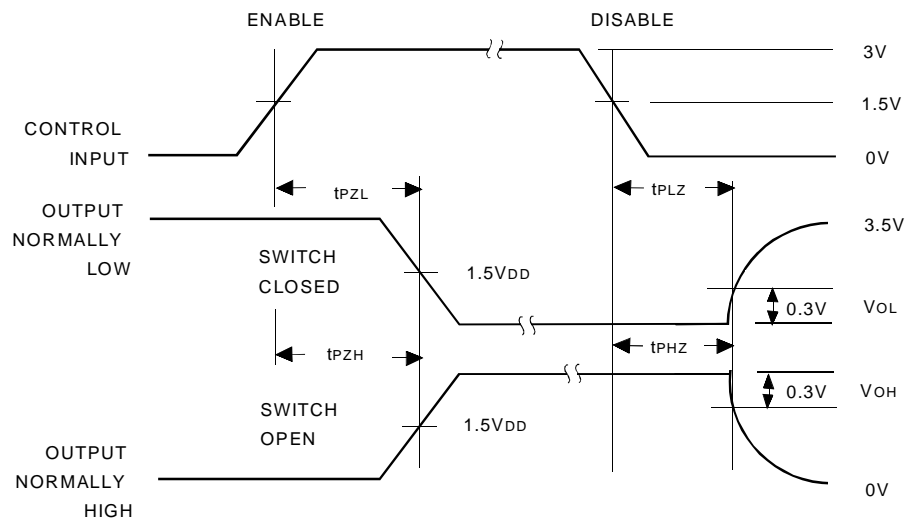 ENABLE
DISABLE
3V
1.5V
CONTROL
INPUT
0V
tPZL
tPLZ
OUTPUT
NORMALLY
LOW
3.5V
SWITCH
CLOSED
1.5VDD
0.3V
VOL
tPZH
tPHZ
SWITCH
OPEN
1.5VDD
0.3V
VOH
OUTPUT
NORMALLY
HIGH
0V